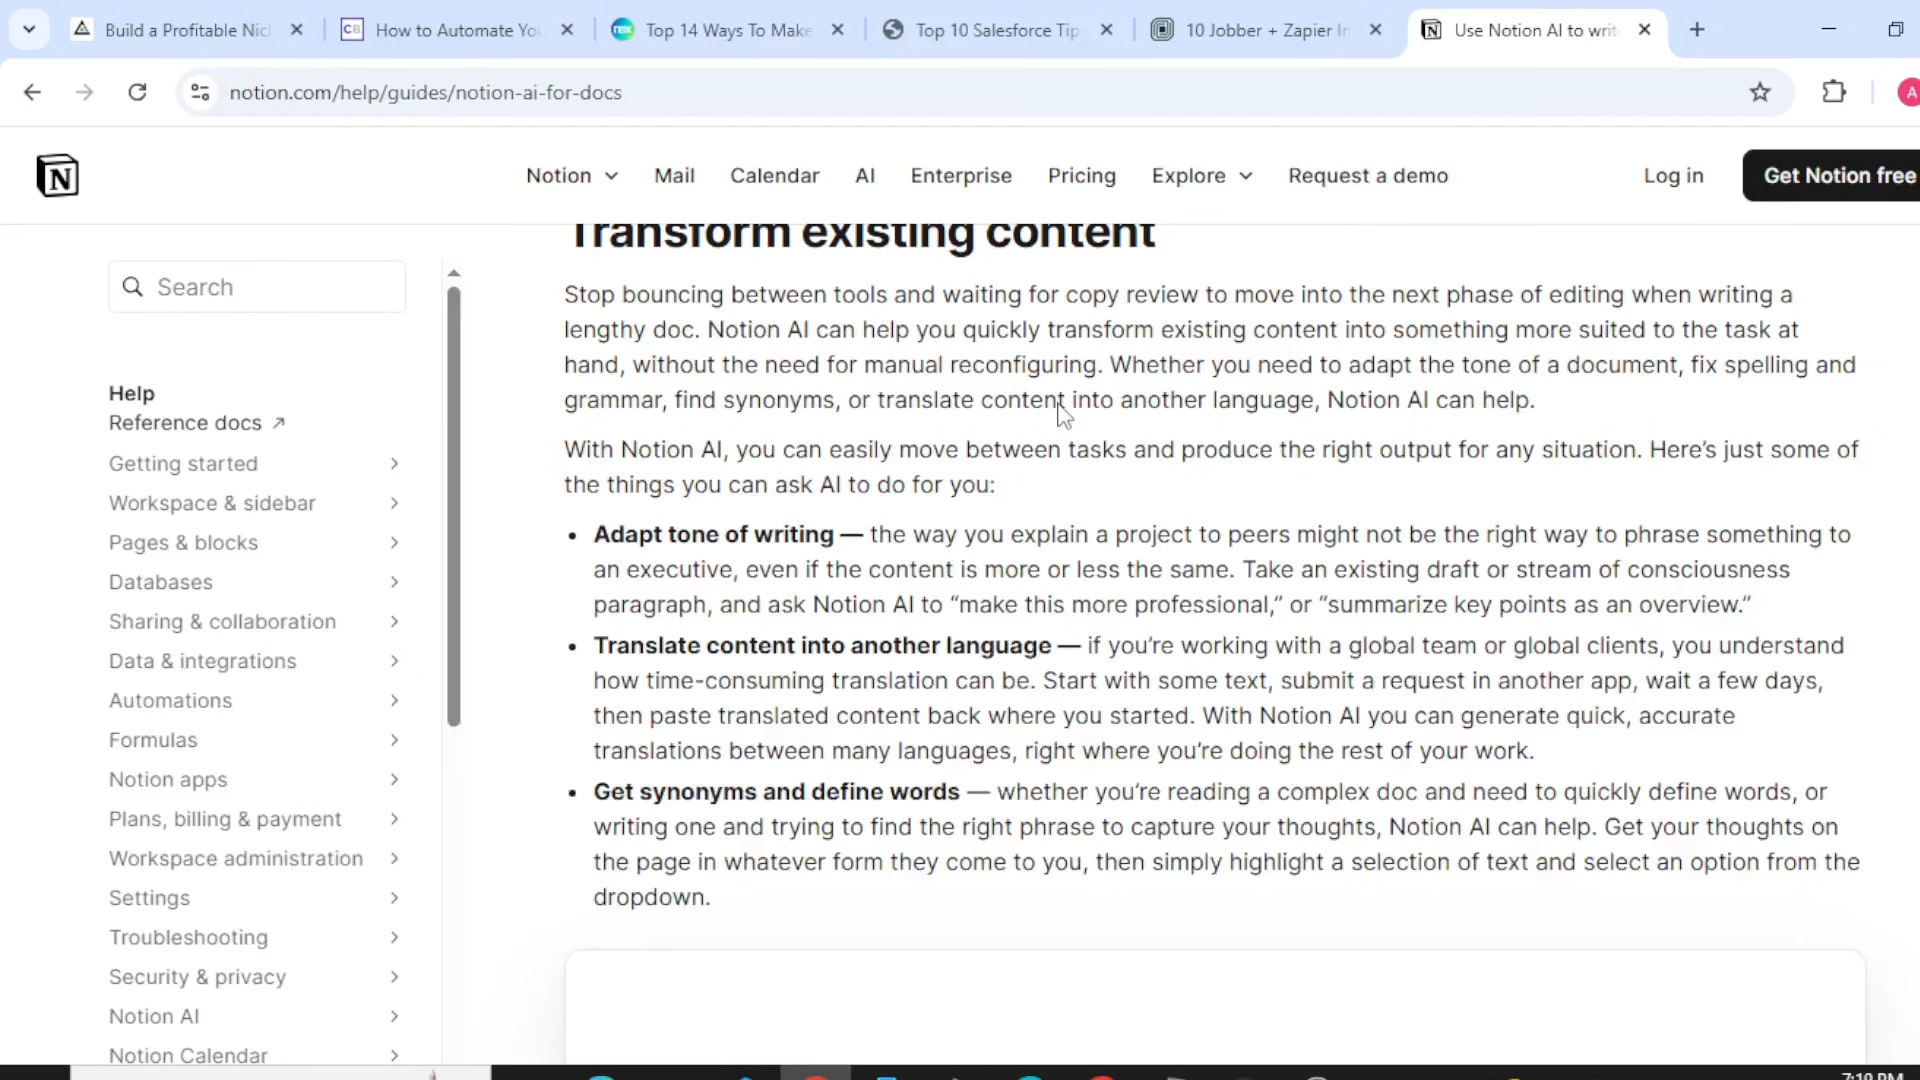 Build a Profitable Nic
CB
How to Automate Yo
nex
Top 14 Ways To Make
Top 10 Salesforce Tip
10 Jobber + Zapier In
Use Notion AI to writ
notion.com/help/guides/notion-ai-for-docs
A
N
Notion
Mail
Calendar
AI
Enterprise
Pricing
Explore
Request a demo
Log in
Get Notion free
Search
Help
Reference docs ↗
Getting started
Workspace & sidebar
Pages & blocks
Databases
Sharing & collaboration
Data & integrations
Automations
Formulas
Notion apps
Plans, billing & payment
Workspace administration
Settings
Troubleshooting
Security & privacy
Notion AI
Notion Calendar
Transform existing content
Stop bouncing between tools and waiting for copy review to move into the next phase of editing when writing a
lengthy doc. Notion AI can help you quickly transform existing content into something more suited to the task at
hand, without the need for manual reconfiguring. Whether you need to adapt the tone of a document, fix spelling and
grammar, find synonyms, or translate content into another language, Notion AI can help.
With Notion AI, you can easily move between tasks and produce the right output for any situation. Here’s just some of
the things you can ask AI to do for you:
• Adapt tone of writing — the way you explain a project to peers might not be the right way to phrase something to
an executive, even if the content is more or less the same. Take an existing draft or stream of consciousness
paragraph, and ask Notion AI to “make this more professional,” or “summarize key points as an overview.”
• Translate content into another language — if you’re working with a global team or global clients, you understand
how time-consuming translation can be. Start with some text, submit a request in another app, wait a few days,
then paste translated content back where you started. With Notion AI you can generate quick, accurate
translations between many languages, right where you’re doing the rest of your work.
• Get synonyms and define words — whether you’re reading a complex doc and need to quickly define words, or
writing one and trying to find the right phrase to capture your thoughts, Notion AI can help. Get your thoughts on
the page in whatever form they come to you, then simply highlight a selection of text and select an option from the
dropdown.
7:19 PM